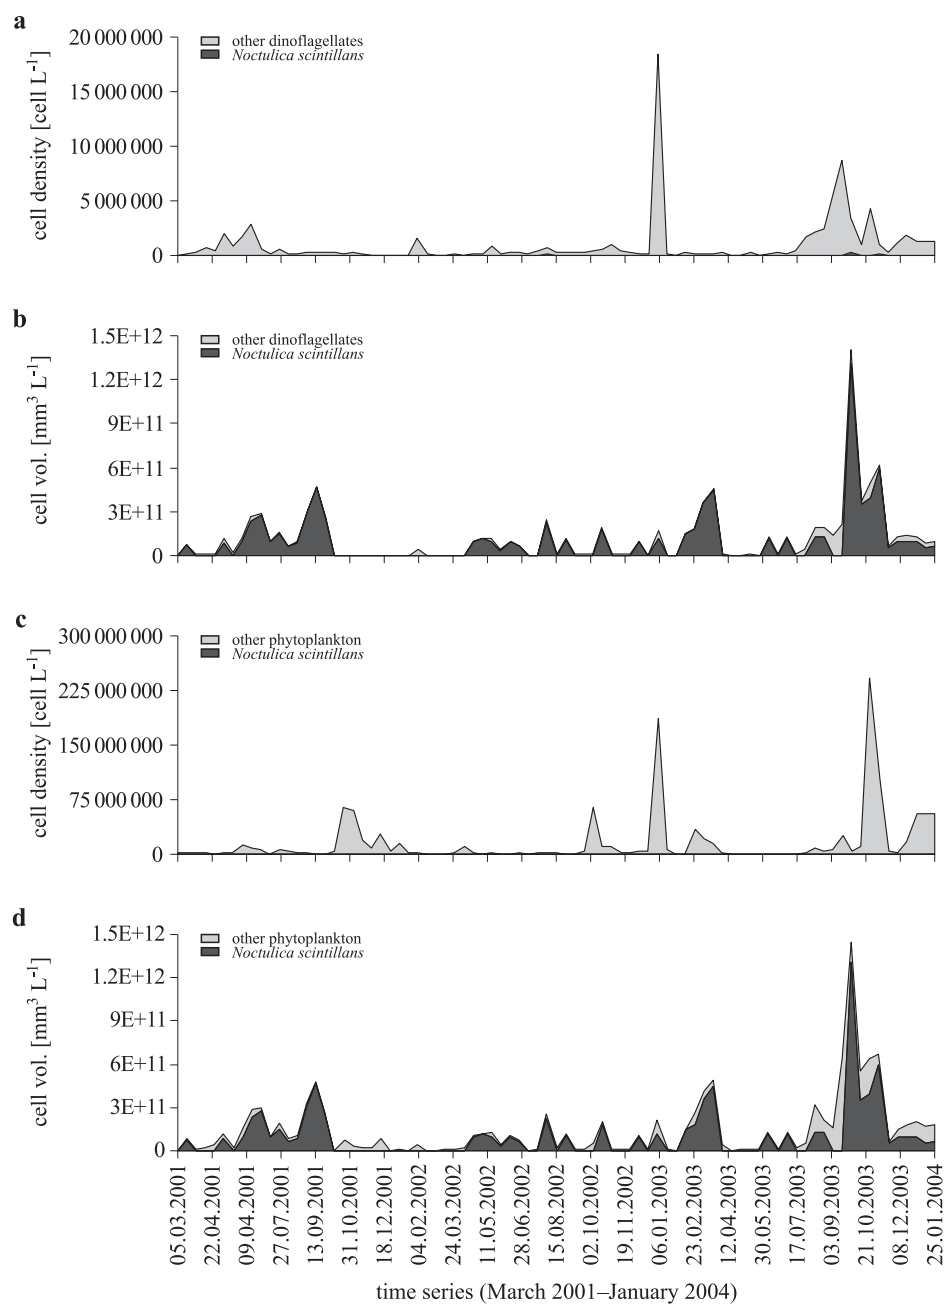 a
20 000 000
15 000 000
10 000 000
5 000 000
0
cell density [cell L-1]
other dinoflagellates
Noctulica scintillans
b
1.5E+12
1.2E+12
9E+11
6E+11
3E+11
0
cell vol. [mm3 L-1]
other dinoflagellates
Noctulica scintillans
c
300 000 000
225 000 000
150 000 000
75 000 000
0
cell density [cell L-1]
other phytoplankton
Noctulica scintillans
d
1.5E+12
1.2E+12
9E+11
6E+11
3E+11
0
cell vol. [mm3 L-1]
other phytoplankton
Noctulica scintillans
05.03.2001
22.04.2001
09.04.2001
27.07.2001
13.09.2001
31.10.2001
18.12.2001
04.02.2002
24.03.2002
11.05.2002
28.06.2002
15.08.2002
02.10.2002
19.11.2002
06.01.2003
23.02.2003
12.04.2003
30.05.2003
17.07.2003
03.09.2003
21.10.2003
08.12.2003
25.01.2004
time series (March 2001–January 2004)